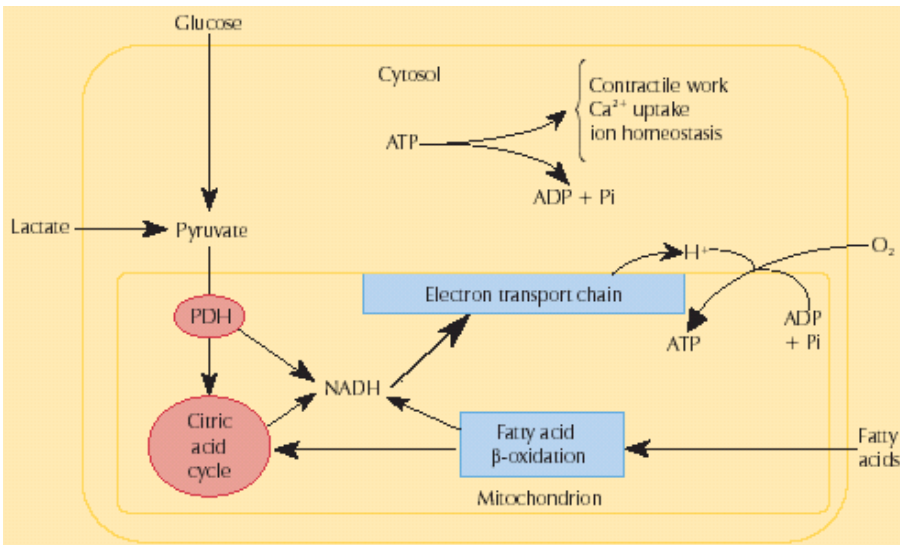 Glucose
Cytosol
Contractile work
Ca²⁺ uptake
ion homeostasis
ATP
ADP + Pi
Lactate
Pyruvate
H⁺
O₂
Electron transport chain
PDH
ATP
ADP
+ Pi
NADH
Citric
acid
cycle
Fatty acid
β-oxidation
Fatty
acids
Mitochondrion